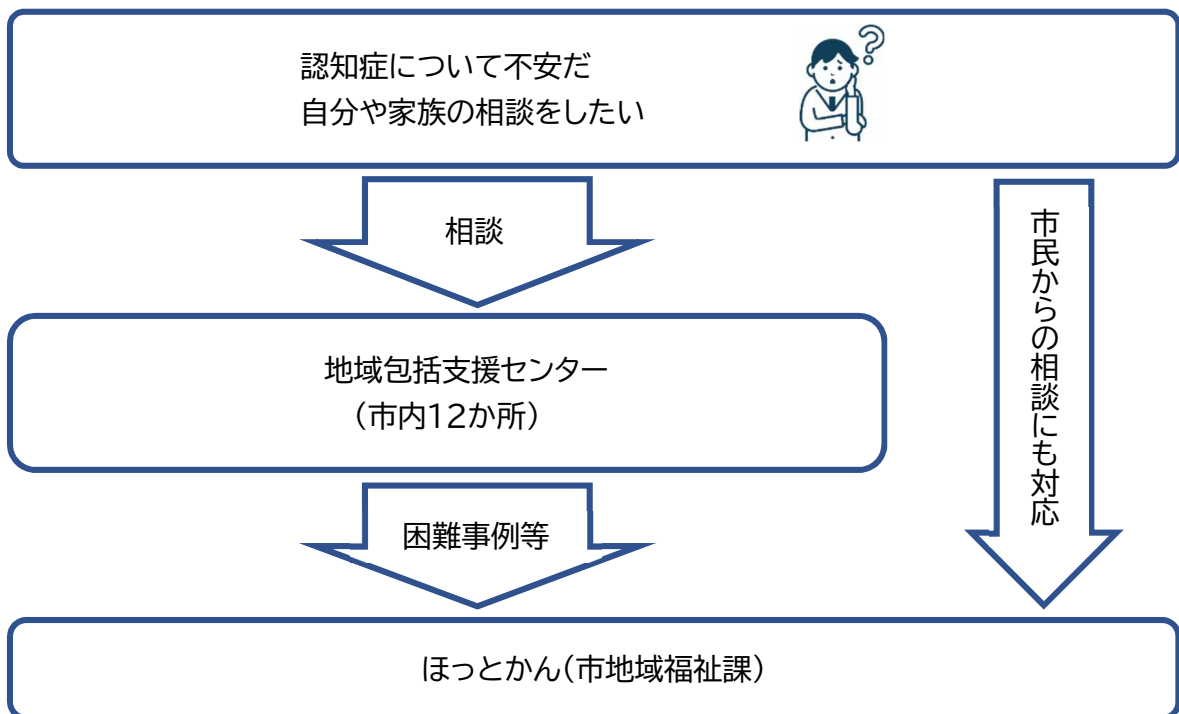 認知症について不安だ
自分や家族の相談をしたい
相談
市民からの相談にも対応
地域包括支援センター
（市内12か所）
困難事例等
ほっとかん（市地域福祉課）